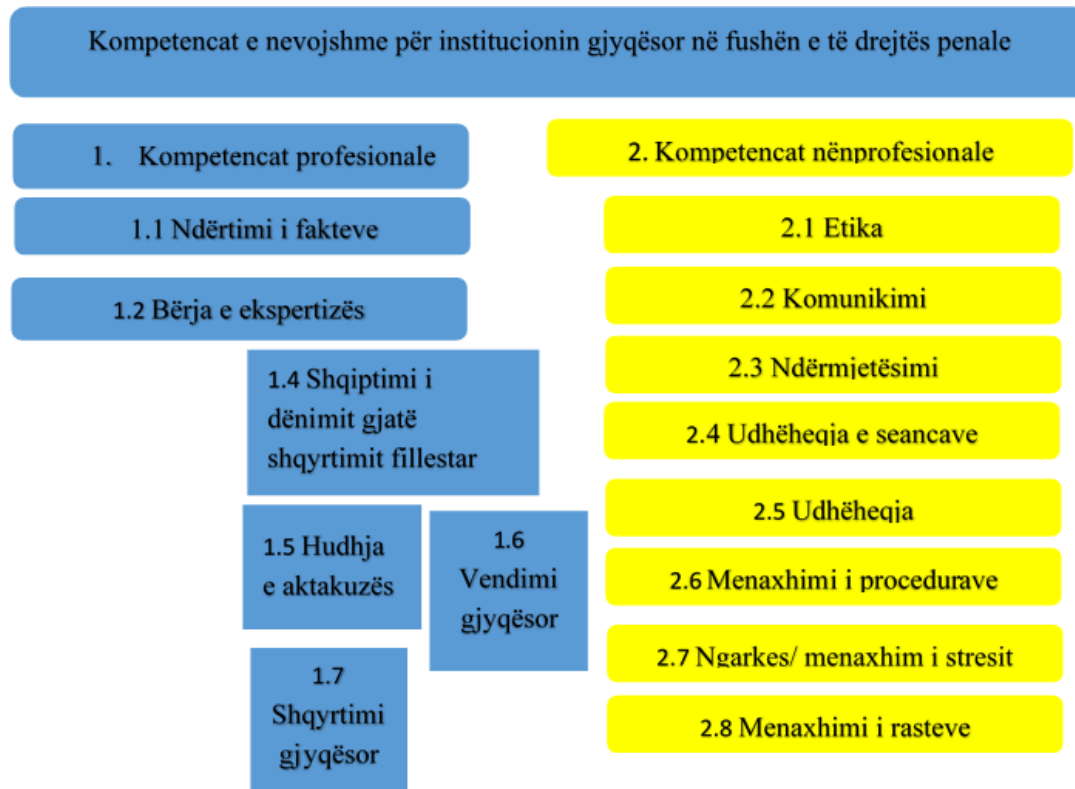 Kompetencat e nevojshme për institucionin gjyqësor në fushën e të drejtës penale
1. Kompetencat profesionale
1.1 Ndërtimi i fakteve
1.2 Bërja e ekspertizës
1.4 Shqiptimi i
dënimit gjatë
shqyrtimit fillestar
1.5 Hudhja
e aktakuzës
1.6
Vendimi
gjyqësor
1.7
Shqyrtimi
gjyqësor
2. Kompetencat nënprofesionale
2.1 Etika
2.2 Komunikimi
2.3 Ndërmjetësimi
2.4 Udhëheqja e seancave
2.5 Udhëheqja
2.6 Menaxhimi i procedurave
2.7 Ngarkes/ menaxhim i stresit
2.8 Menaxhimi i rasteve